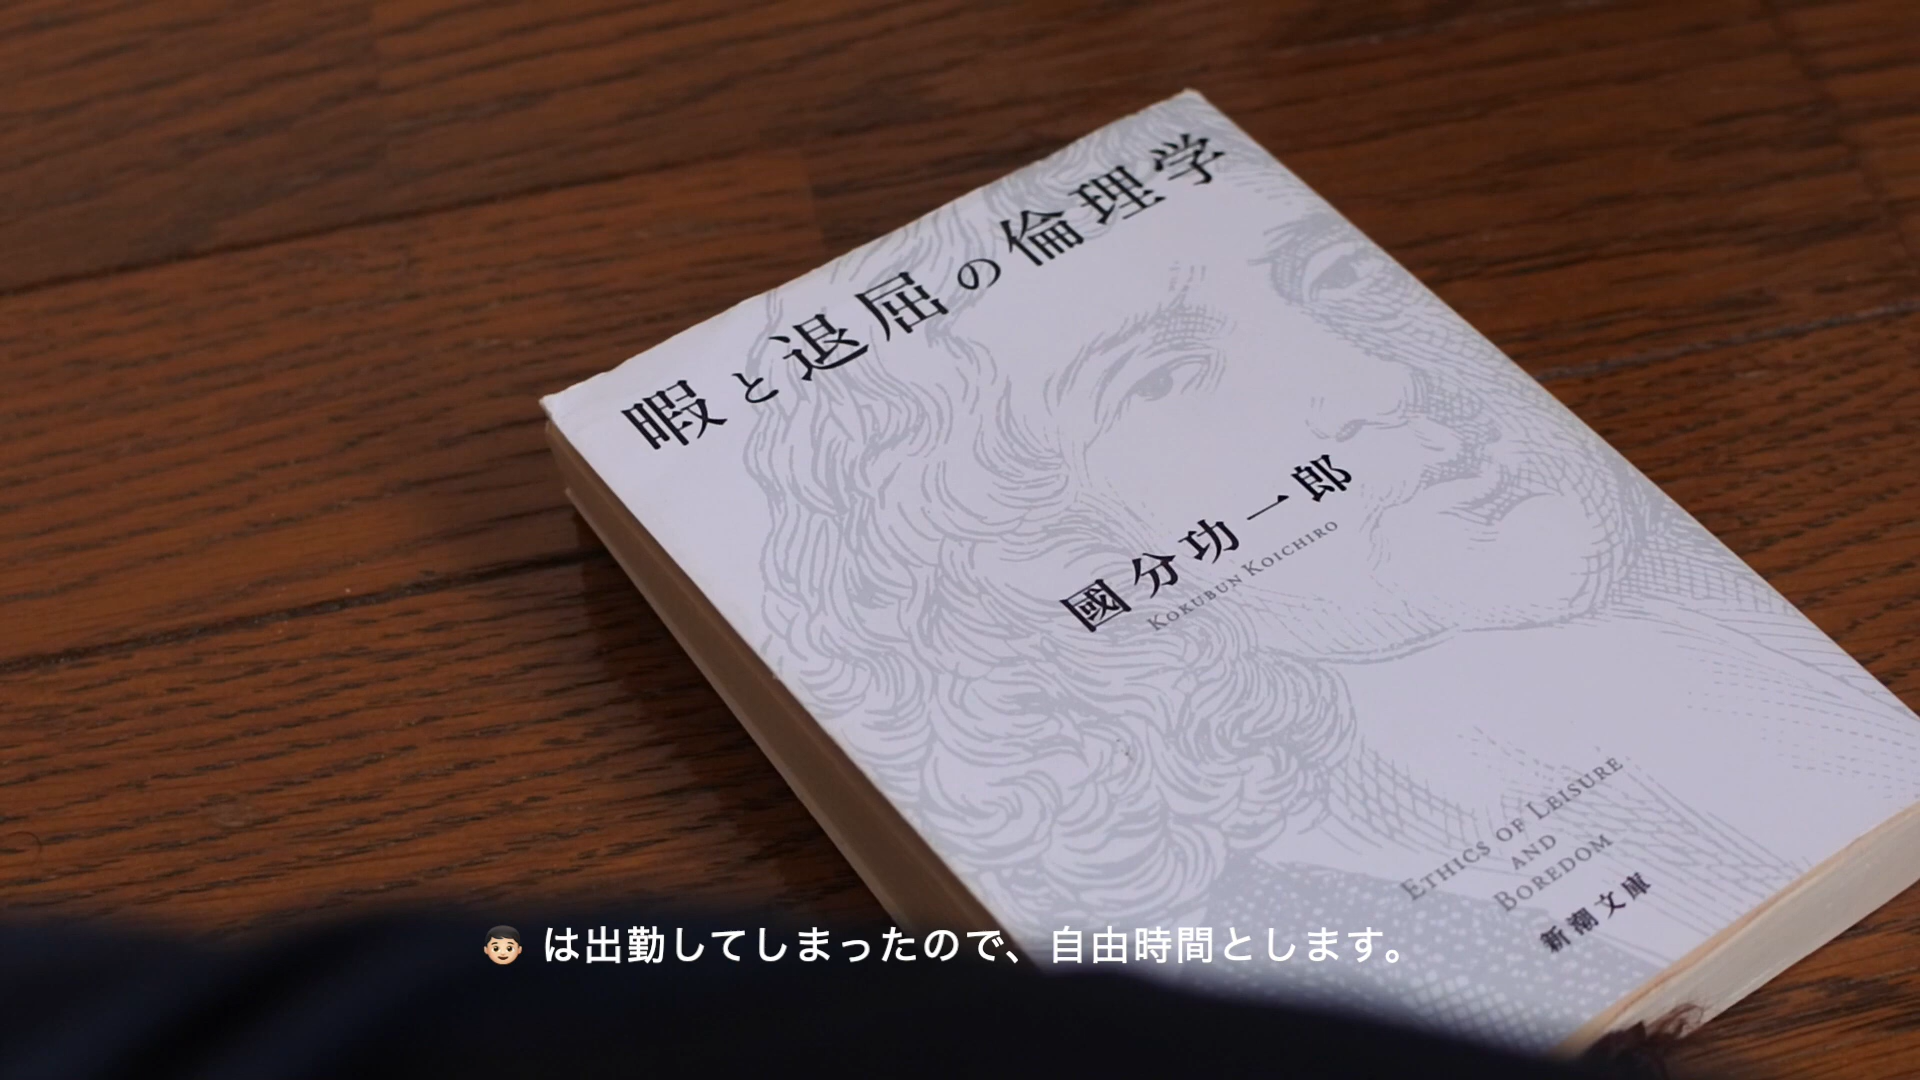 暇と退屈の倫理学
國分功一郎
KOKUBUN KOICHIRO
ETHICS OF LEISURE
AND
BOREDOM
新潮文庫
👦🏻 は出勤してしまったので、自由時間とします。